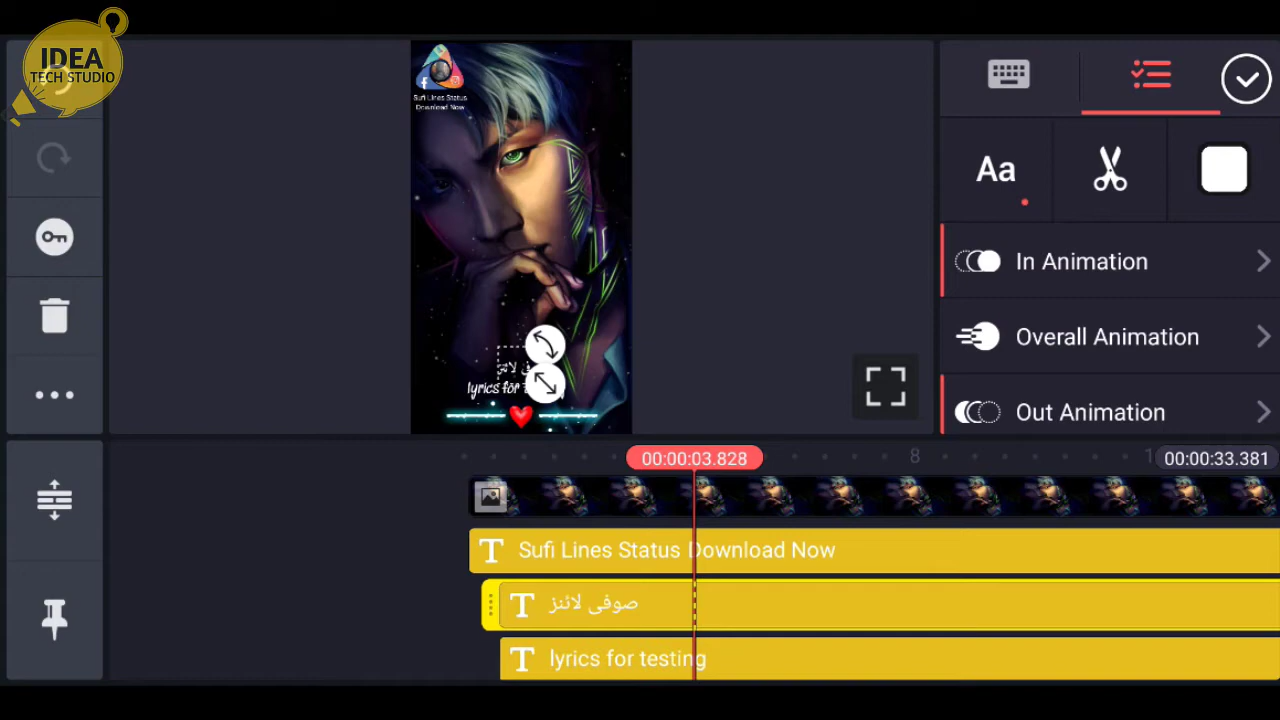 IDEA
TECH STUDIO
Sufi Lines Status
Download Now
lyrics for
Aa
In Animation
Overall Animation
Out Animation
00:00:03.828
8
00:00:33.381
Sufi Lines Status Download Now
صوفی لائنز
lyrics for testing